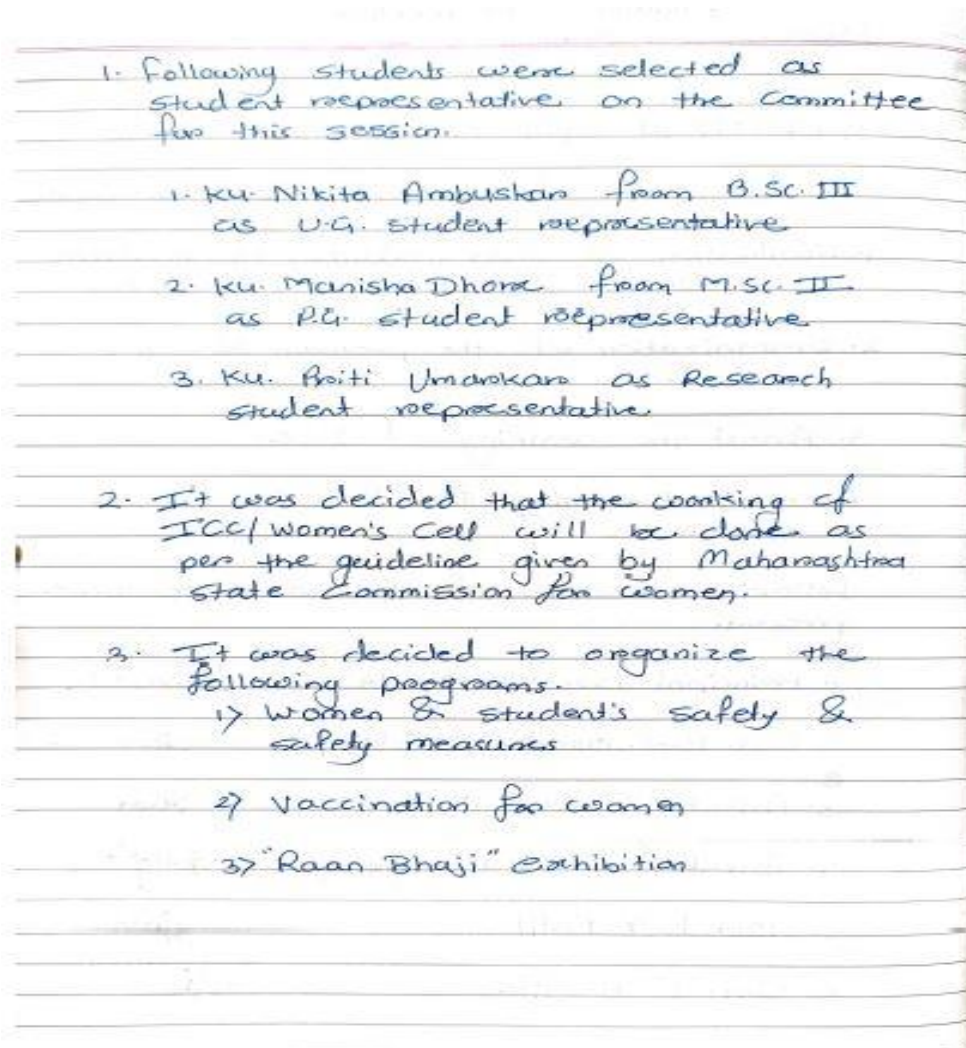 1. Following students were selected as
student representative on the Committee
for this session.
1. Ku. Nikita Ambuskar from B.Sc. III
as U.G. student representative
2. Ku. Manisha Dhore from M.Sc. II
as P.G. student representative
3. Ku. Priti Umarkar as Research
student representative
2. It was decided that the working of
ICC/Women's Cell will be done as
per the guideline given by Maharashtra
State Commission for women.
3. It was decided to organize the
following programs.
1) Women & student's safety &
safety measures
2) Vaccination for women
3) "Raan Bhaji" exhibition